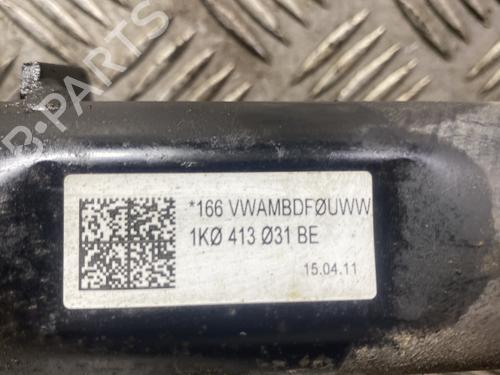 *166 VWAMBDFØUWW
1KØ 413 Ø31 BE
15.04.11
B-PARTS